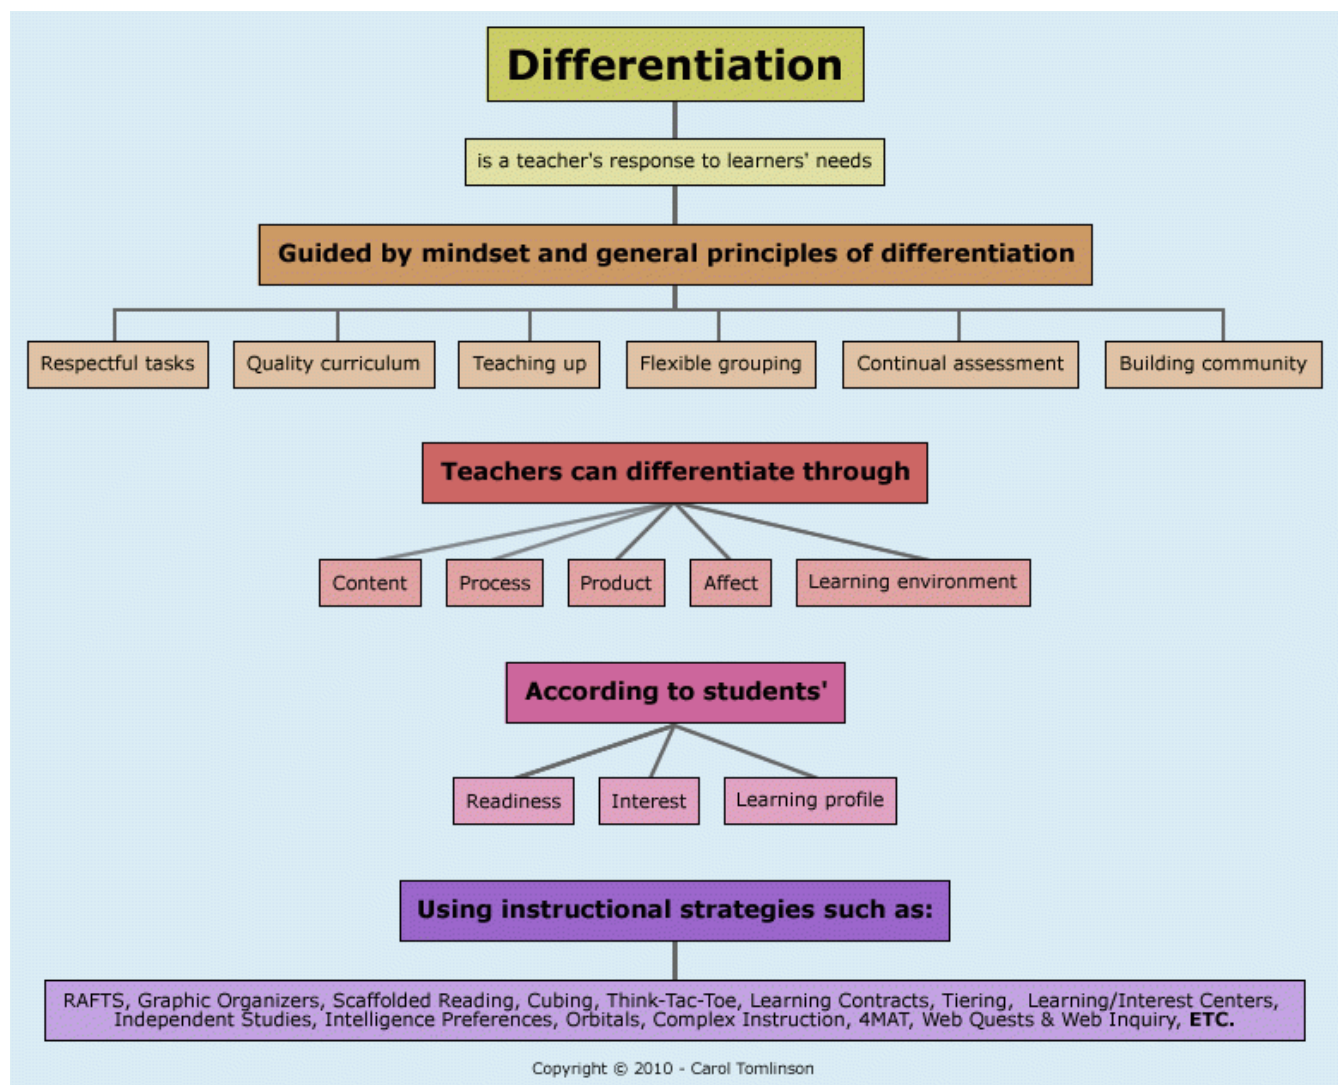 Differentiation
is a teacher's response to learners' needs
Guided by mindset and general principles of differentiation
Respectful tasks
Quality curriculum
Teaching up
Flexible grouping
Continual assessment
Building community
Teachers can differentiate through
Content
Process
Product
Affect
Learning environment
According to students'
Readiness
Interest
Learning profile
Using instructional strategies such as:
RAFTS, Graphic Organizers, Scaffolded Reading, Cubing, Think-Tac-Toe, Learning Contracts, Tiering,  Learning/Interest Centers,
Independent Studies, Intelligence Preferences, Orbitals, Complex Instruction, 4MAT, Web Quests & Web Inquiry, ETC.
Copyright © 2010 - Carol Tomlinson